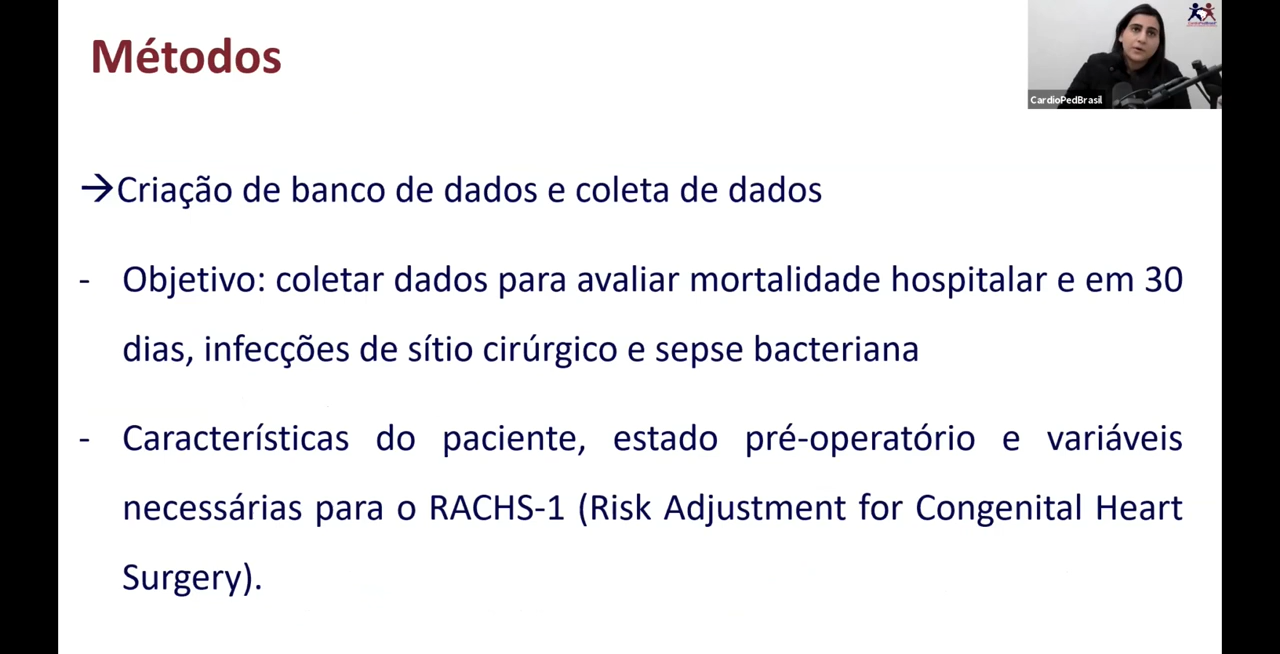 Métodos
CardioPedBrasil
CardioPedBrasil
→Criação de banco de dados e coleta de dados
- Objetivo: coletar dados para avaliar mortalidade hospitalar e em 30
dias, infecções de sítio cirúrgico e sepse bacteriana
- Características do paciente, estado pré-operatório e variáveis
necessárias para o RACHS-1 (Risk Adjustment for Congenital Heart
Surgery).